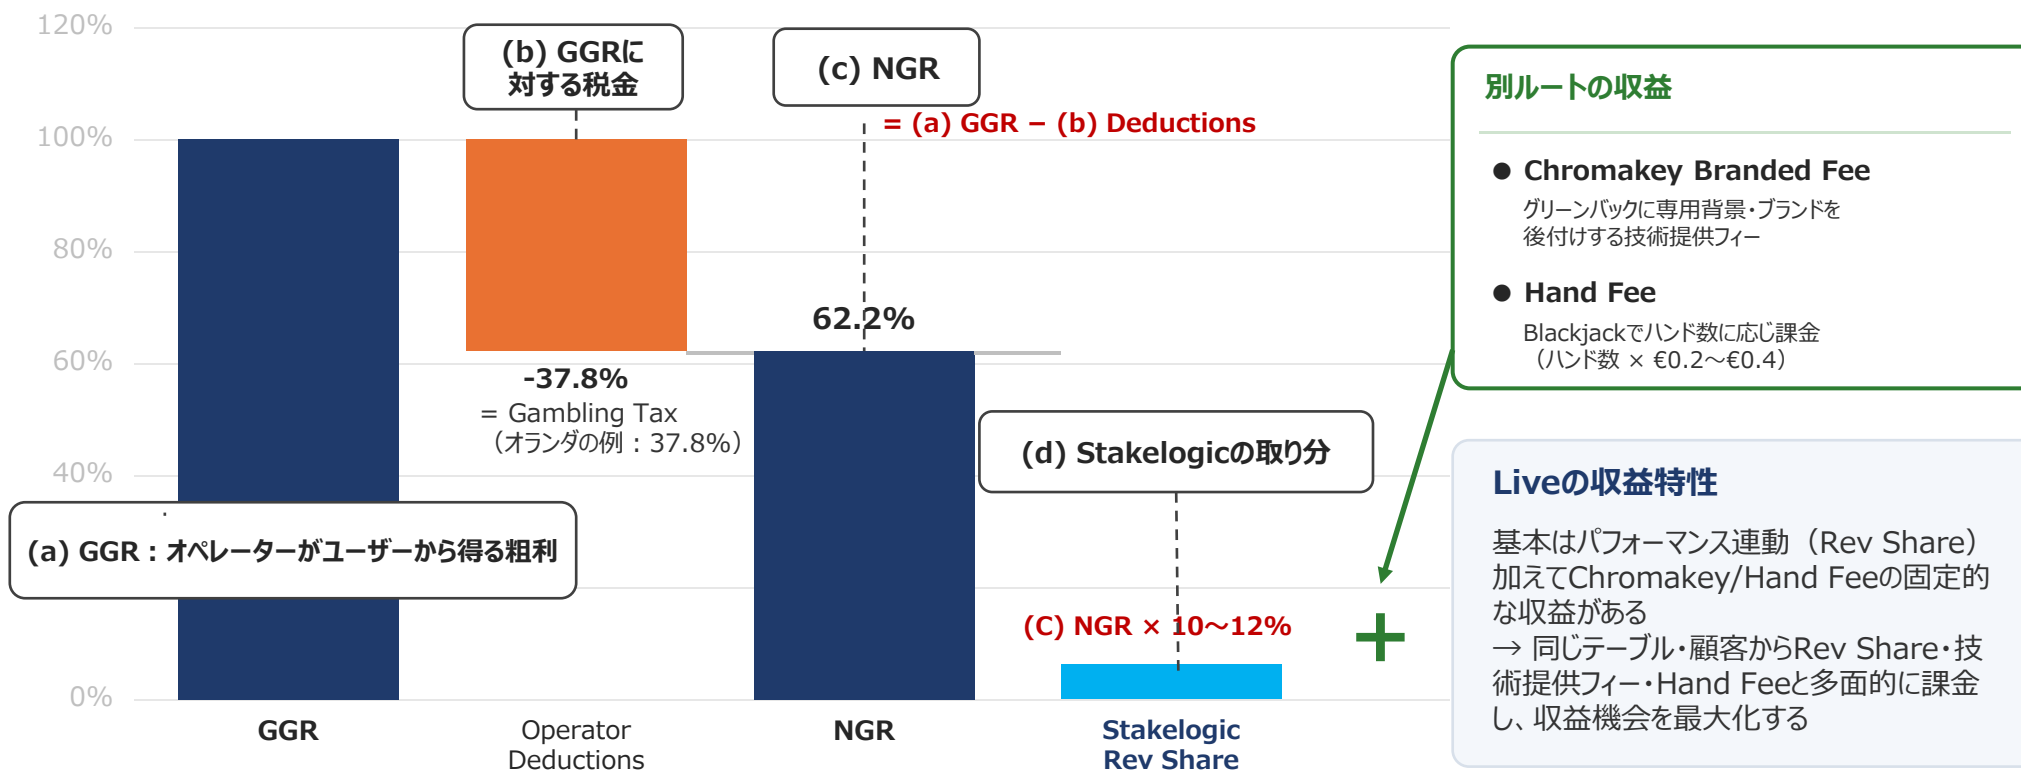 120%
100%
80%
60%
40%
0%
(b) GGRに
対する税金
(c) NGR
= (a) GGR − (b) Deductions
62.2%
-37.8%
= Gambling Tax
（オランダの例：37.8%）
(a) GGR：オペレーターがユーザーから得る粗利
(d) Stakelogicの取り分
(C) NGR × 10～12%
+
GGR
Operator
Deductions
NGR
Stakelogic
Rev Share
別ルートの収益
● Chromakey Branded Fee
グリーンバックに専用背景・ブランドを
後付けする技術提供フィー
● Hand Fee
Blackjackでハンド数に応じ課金
（ハンド数 × €0.2～€0.4）
Liveの収益特性
基本はパフォーマンス連動（Rev Share）
加えてChromakey/Hand Feeの固定的
な収益がある
→ 同じテーブル・顧客からRev Share・技
術提供フィー・Hand Feeと多面的に課金
し、収益機会を最大化する